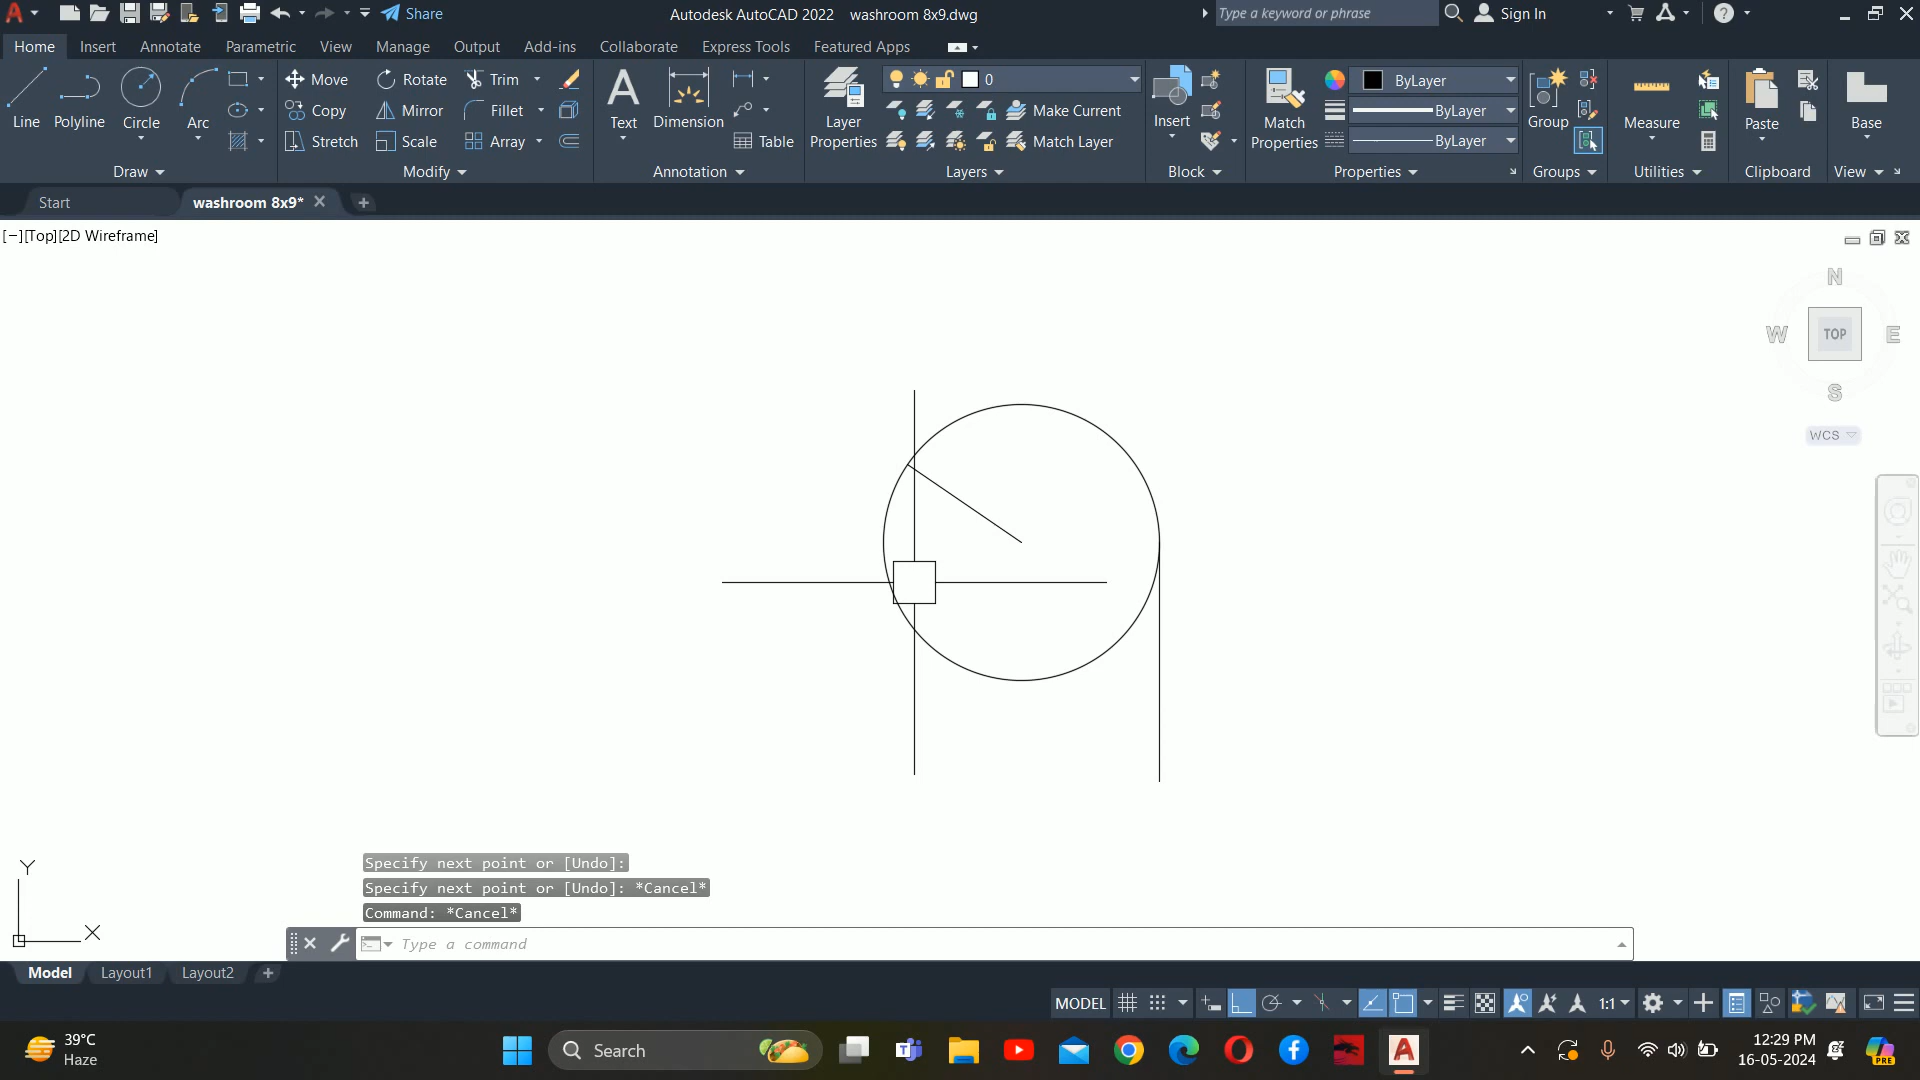 Share
Autodesk AutoCAD 2022 washroom 8x9.dwg
Type a keyword or phrase
Sign In
Home Insert Annotate Parametric View Manage Output Add-ins Collaborate Express Tools Featured Apps
Line Polyline Circle Arc
Move Rotate Trim
Copy Mirror Fillet
Stretch Scale Array
Text Dimension Table
Layer Properties
0
Make Current
Match Layer
Insert
Match Properties
ByLayer
ByLayer
ByLayer
Group
Measure
Paste
Base
Draw Modify Annotation Layers Block Properties Groups Utilities Clipboard View
Start washroom 8x9*
[−][Top][2D Wireframe]
N
W TOP E
S
WCS
Specify next point or [Undo]:
Specify next point or [Undo]: *Cancel*
Command: *Cancel*
Y
X
Type a command
Model Layout1 Layout2
MODEL 1:1
39°C
Haze
Search
12:29 PM
16-05-2024
PRE